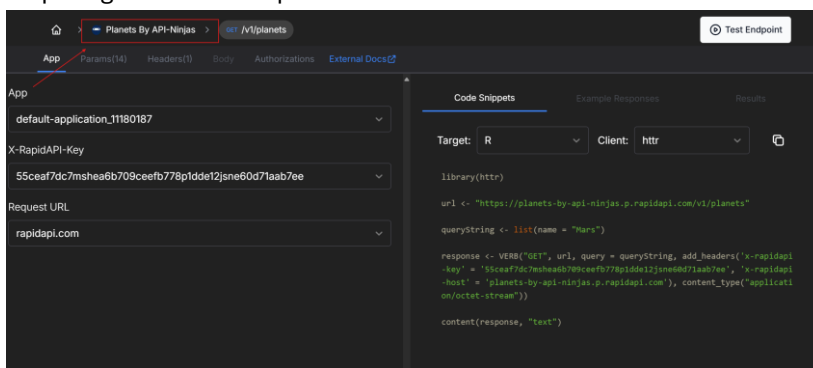 Planets By API-Ninjas > GET /v1/planets
Test Endpoint
App Params(14) Headers(1) Body Authorizations External Docs
App
default-application_11180187
X-RapidAPI-Key
55ceaf7dc7mshea6b709ceefb778p1dde12jsne60d71aab7ee
Request URL
rapidapi.com
Code Snippets Example Responses Results
Target: R Client: httr
library(httr)
url <- "https://planets-by-api-ninjas.p.rapidapi.com/v1/planets"
queryString <- list(name = "Mars")
response <- VERB("GET", url, query = queryString, add_headers('x-rapidapi
-key' = '55ceaf7dc7mshea6b709ceefb778p1dde12jsne60d71aab7ee', 'x-rapidapi
-host' = 'planets-by-api-ninjas.p.rapidapi.com'), content_type("applicati
on/octet-stream"))
content(response, "text")